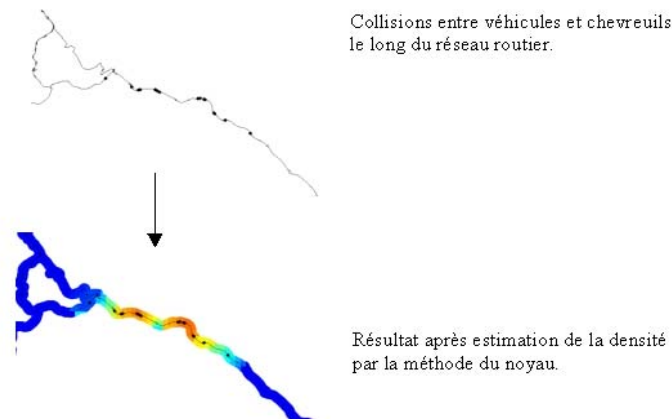 Collisions entre véhicules et chevreuils
le long du réseau routier.
Résultat après estimation de la densité
par la méthode du noyau.